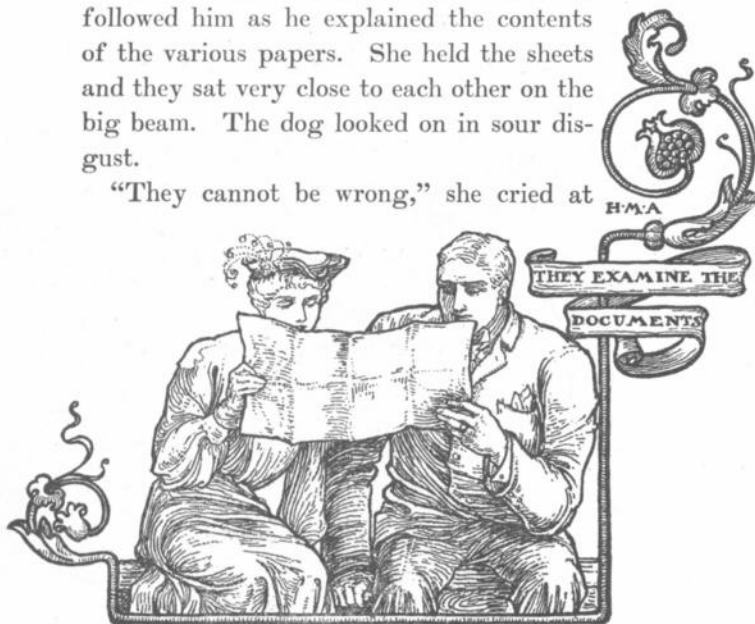 followed him as he explained the contents
of the various papers. She held the sheets
and they sat very close to each other on the
big beam. The dog looked on in sour dis-
gust.
“They cannot be wrong,” she cried at
H·M·A
THEY EXAMINE THE
DOCUMENTS